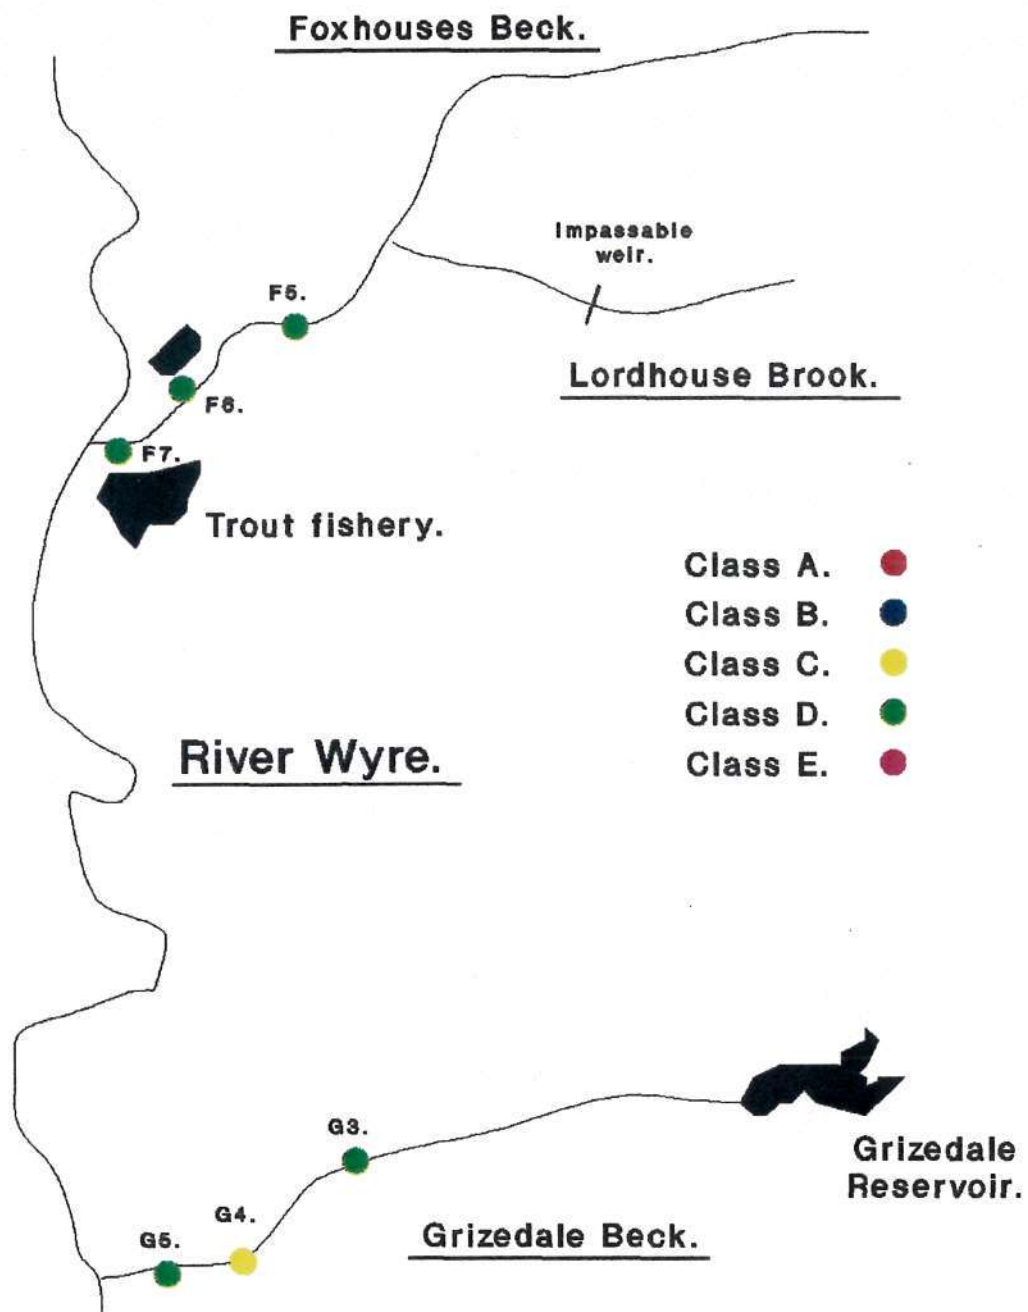 Foxhouses Beck.
Impassable
weir.
F5.
Lordhouse Brook.
F6.
F7.
Trout fishery.
Class A.
Class B.
Class C.
Class D.
Class E.
River Wyre.
G3.
Grizedale
Reservoir.
G4.
Grizedale Beck.
G5.